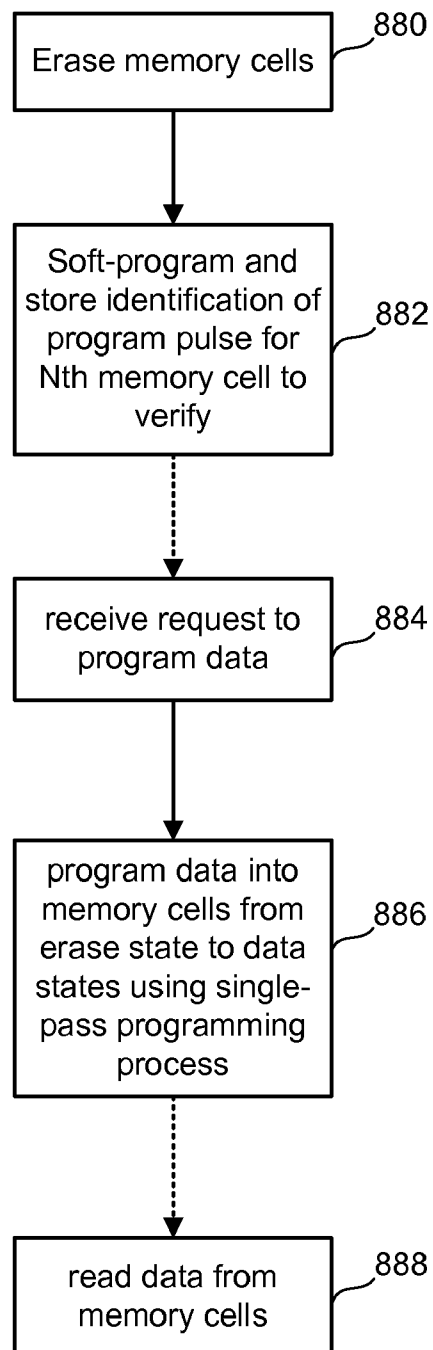 880
Erase memory cells
882
Soft-program and
store identification of
program pulse for
Nth memory cell to
verify
884
receive request to
program data
886
program data into
memory cells from
erase state to data
states using single-
pass programming
process
888
read data from
memory cells